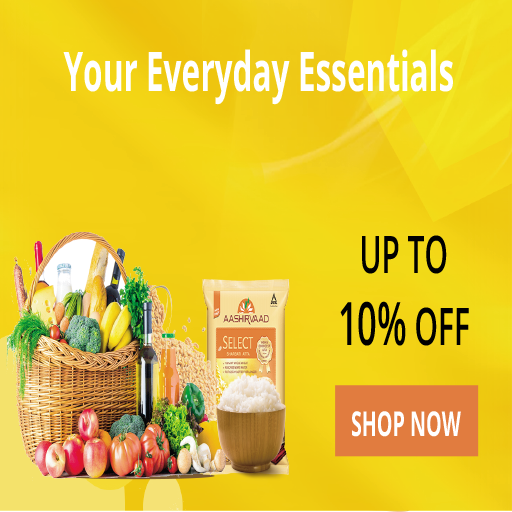 Your Everyday Essentials
UP TO
10% OFF
AASHIRVAAD
SELECT
SHOP NOW